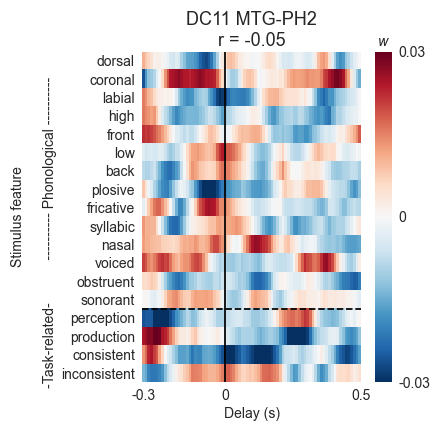 DC11 MTG-PH2
r = -0.05
w
dorsal
coronal
labial
high
front
low
back
plosive
fricative
syllabic
nasal
voiced
obstruent
sonorant
perception
production
consistent
inconsistent
Stimulus feature
---------- Phonological ----------
-Task-related-
0.03
0
-0.03
-0.3 0 0.5
Delay (s)